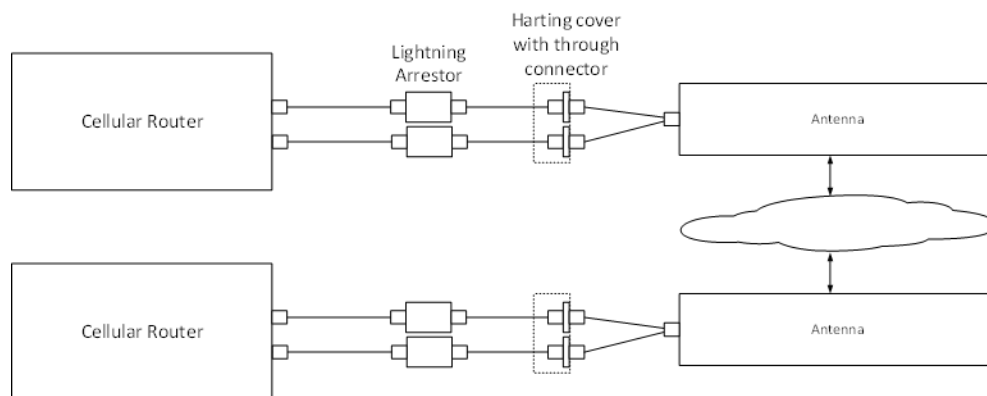 Harting cover
with through
connector
Lightning
Arrestor
Cellular Router
Antenna
Cellular Router
Antenna